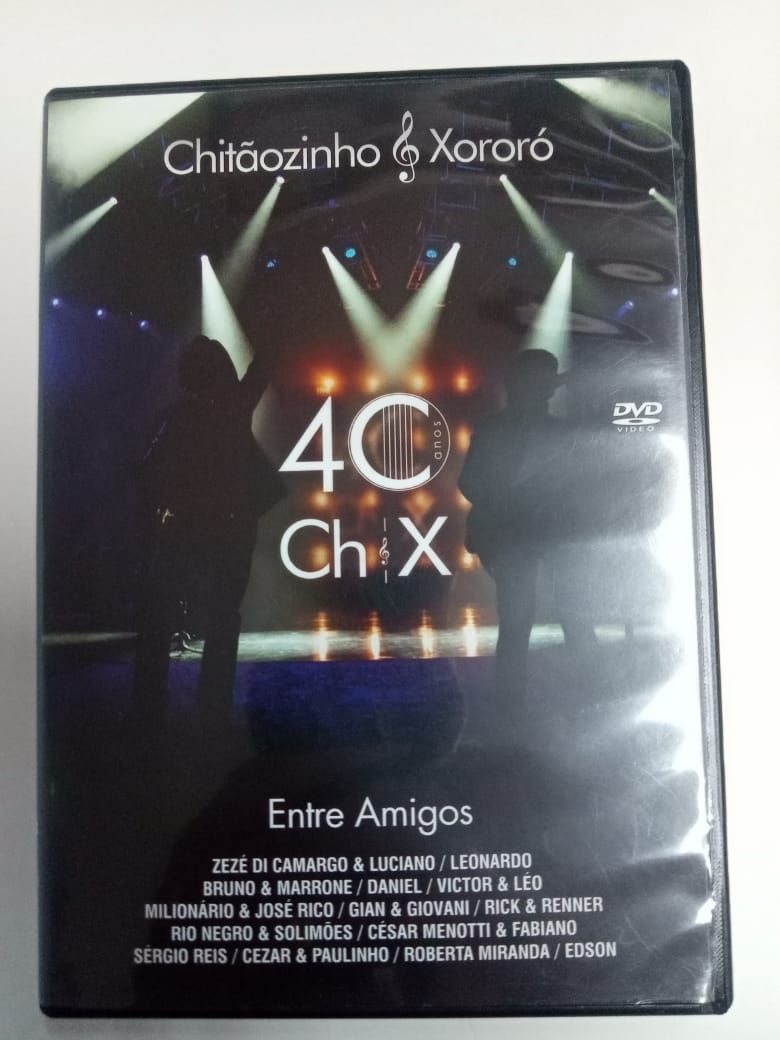 Chitãozinho & Xororó
40
anos
DVD
VIDEO
Ch & X
Entre Amigos
ZEZÉ DI CAMARGO & LUCIANO / LEONARDO
BRUNO & MARRONE / DANIEL / VICTOR & LÉO
MILIONÁRIO & JOSÉ RICO / GIAN & GIOVANI / RICK & RENNER
RIO NEGRO & SOLIMÕES / CÉSAR MENOTTI & FABIANO
SÉRGIO REIS / CEZAR & PAULINHO / ROBERTA MIRANDA / EDSON